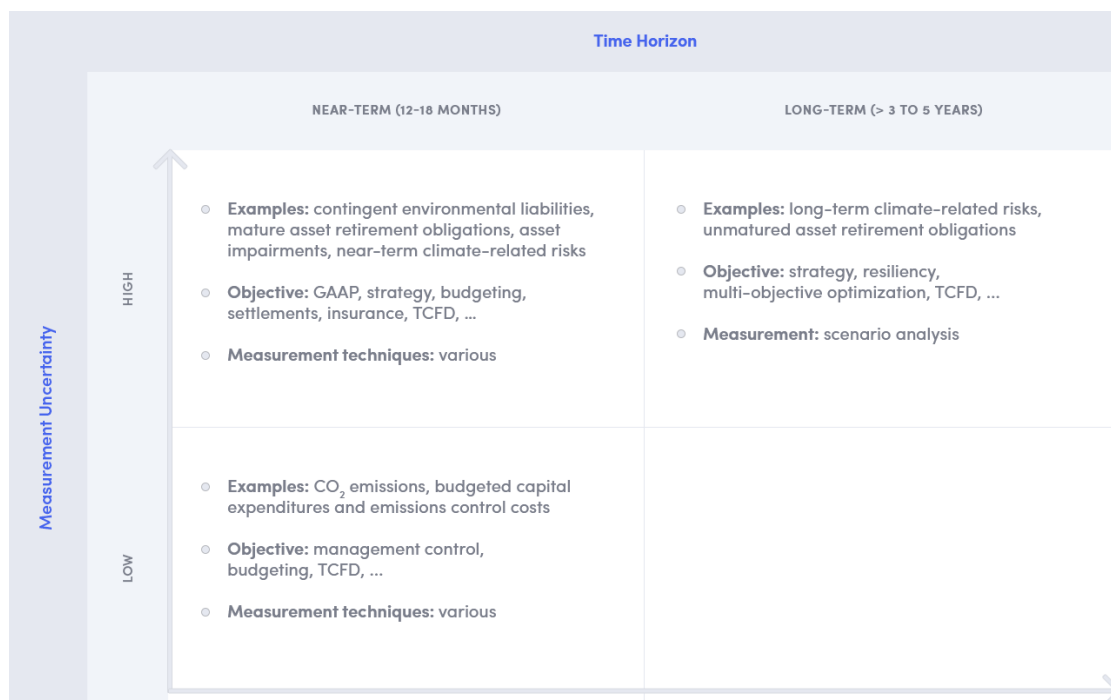 Time Horizon
NEAR-TERM (12-18 MONTHS)
LONG-TERM (> 3 TO 5 YEARS)
Measurement Uncertainty
HIGH
Examples: contingent environmental liabilities,
mature asset retirement obligations, asset
impairments, near-term climate-related risks
Objective: GAAP, strategy, budgeting,
settlements, insurance, TCFD, ...
Measurement techniques: various
Examples: long-term climate-related risks,
unmatured asset retirement obligations
Objective: strategy, resiliency,
multi-objective optimization, TCFD, ...
Measurement: scenario analysis
LOW
Examples: CO₂ emissions, budgeted capital
expenditures and emissions control costs
Objective: management control,
budgeting, TCFD, ...
Measurement techniques: various